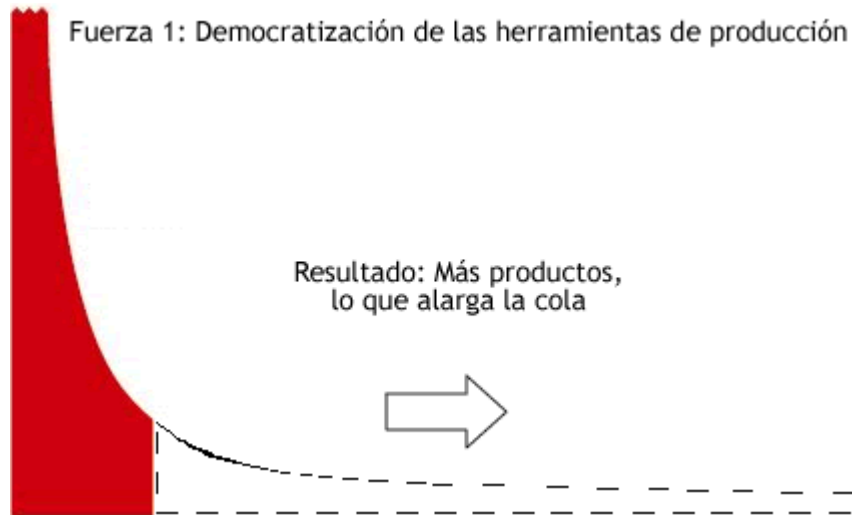 Fuerza 1: Democratización de las herramientas de producción
Resultado: Más productos,
lo que alarga la cola